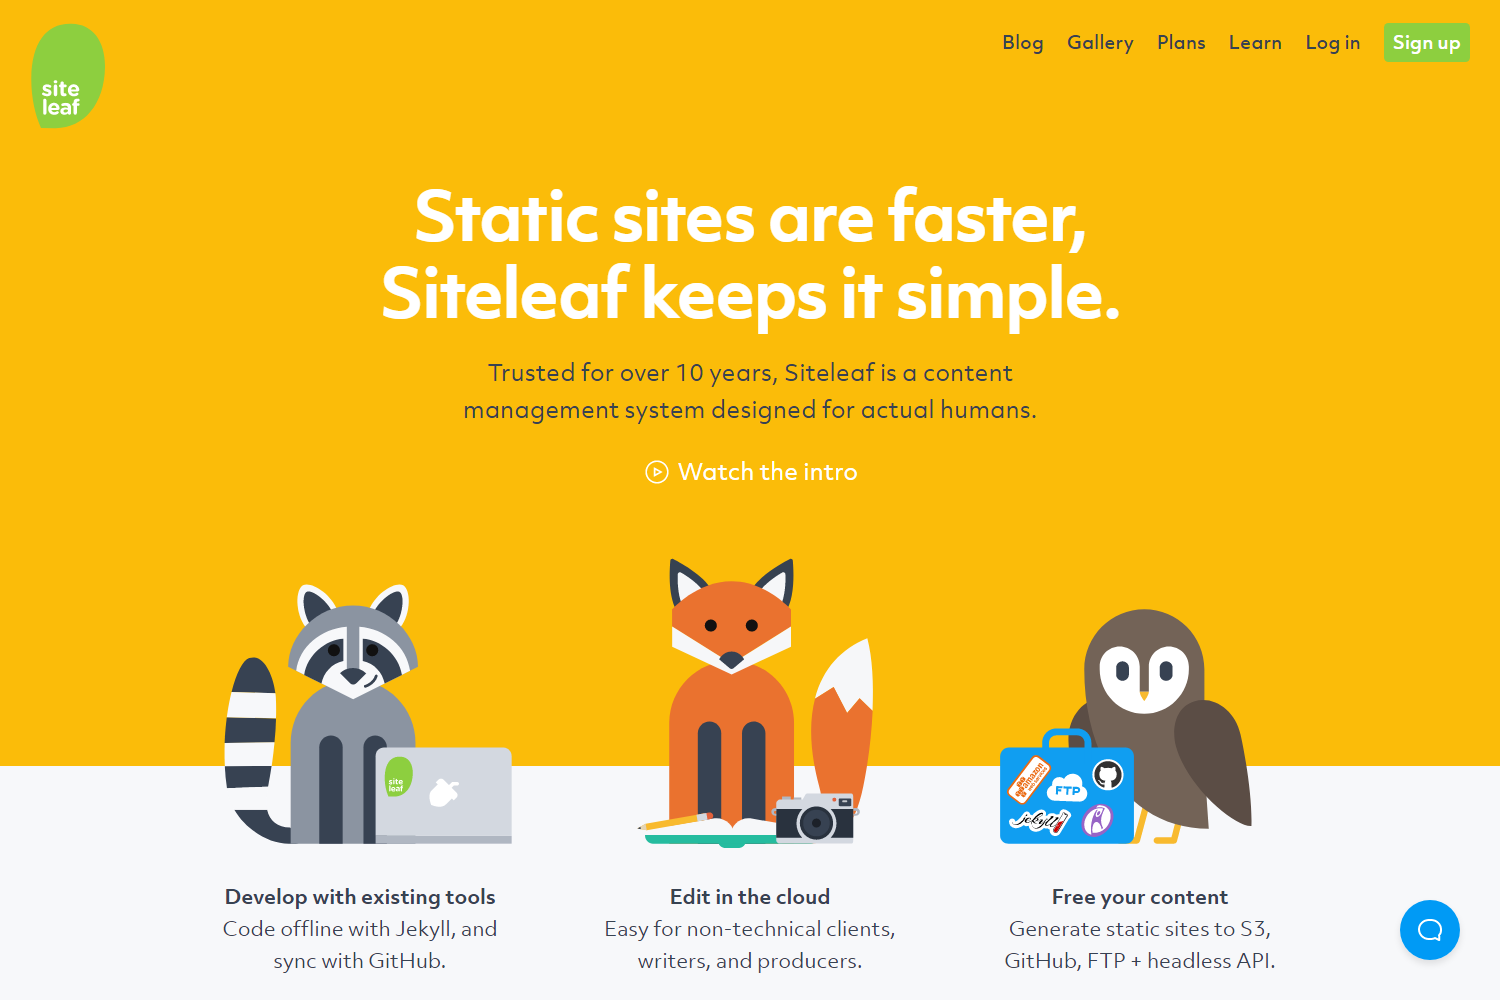 site
leaf
Blog
Gallery
Plans
Learn
Log in
Sign up
Static sites are faster,
Siteleaf keeps it simple.
Trusted for over 10 years, Siteleaf is a content
management system designed for actual humans.
Watch the intro
site
leaf
amazon
web services
FTP
jekyll
Develop with existing tools
Code offline with Jekyll, and
sync with GitHub.
Edit in the cloud
Easy for non-technical clients,
writers, and producers.
Free your content
Generate static sites to S3,
GitHub, FTP + headless API.